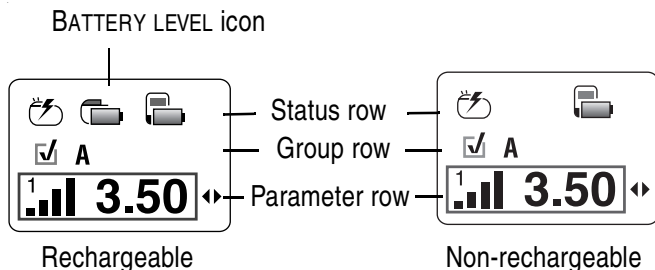 BATTERY LEVEL icon
Status row
A
A
Group row
1
3.50
1
3.50
Parameter row
Rechargeable
Non-rechargeable